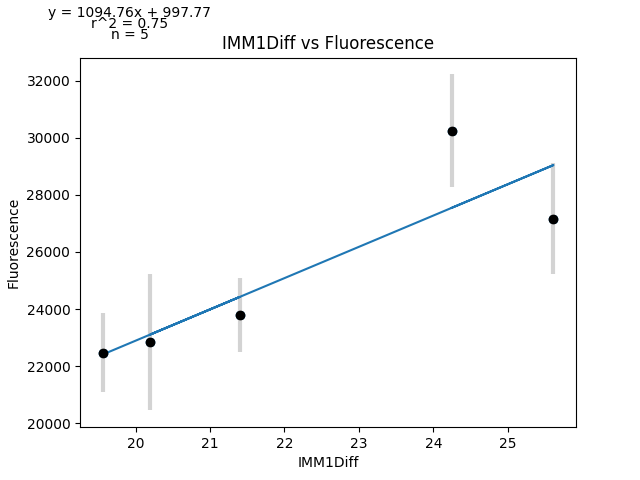 y = 1094.76x + 997.77
r^2 = 0.75
n = 5
IMM1Diff vs Fluorescence
32000
30000
28000
26000
24000
22000
20000
Fluorescence
20 21 22 23 24 25
IMM1Diff